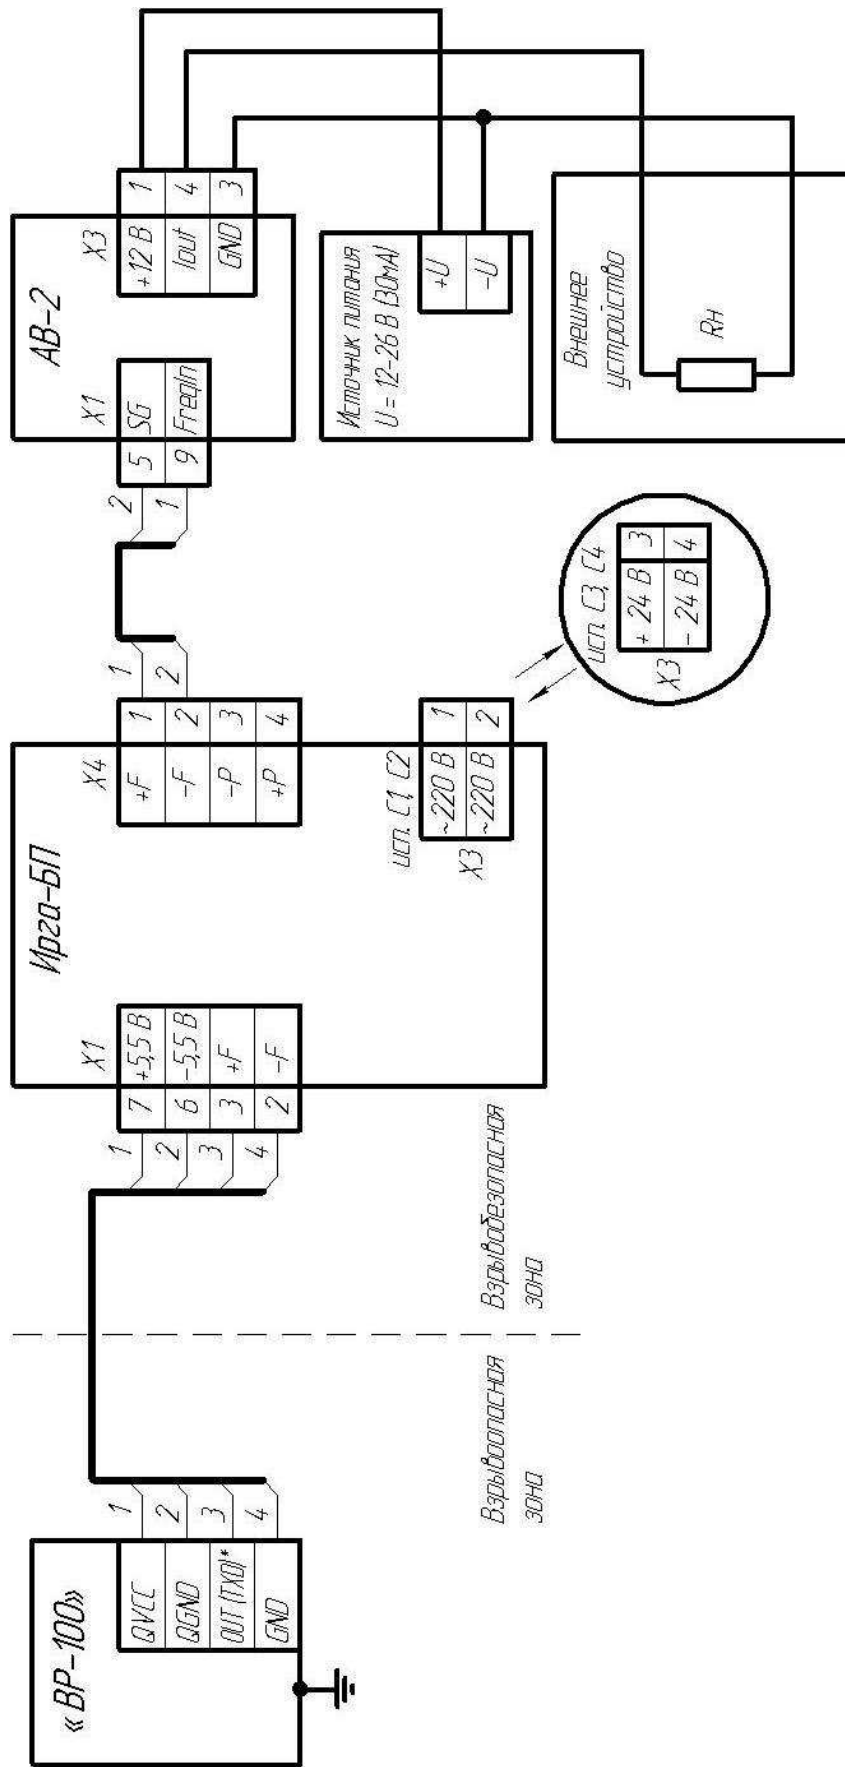 «ВР-100»
QVCC
QGND
OUT (TXD)*
GND
1
2
3
4
Взрывоопасная
зона
Взрывобезопасная
зона
Ирга-БП
1
2
3
4
X1
7 +5,5 В
6 -5,5 В
3 +F
2 -F
X4
+F 1
-F 2
-P 3
+P 4
1
2
исп. С1, С2
~220 В 1
~220 В 2
X3
исп. С3, С4
+ 24 В 3
- 24 В 4
X3
АВ-2
2
1
X1
5 SG
9 FreqIn
X3
+12 В 1
Iout 4
GND 3
Источник питания
U = 12-26 В (30мА)
+U
-U
Внешнее
устройство
Rн